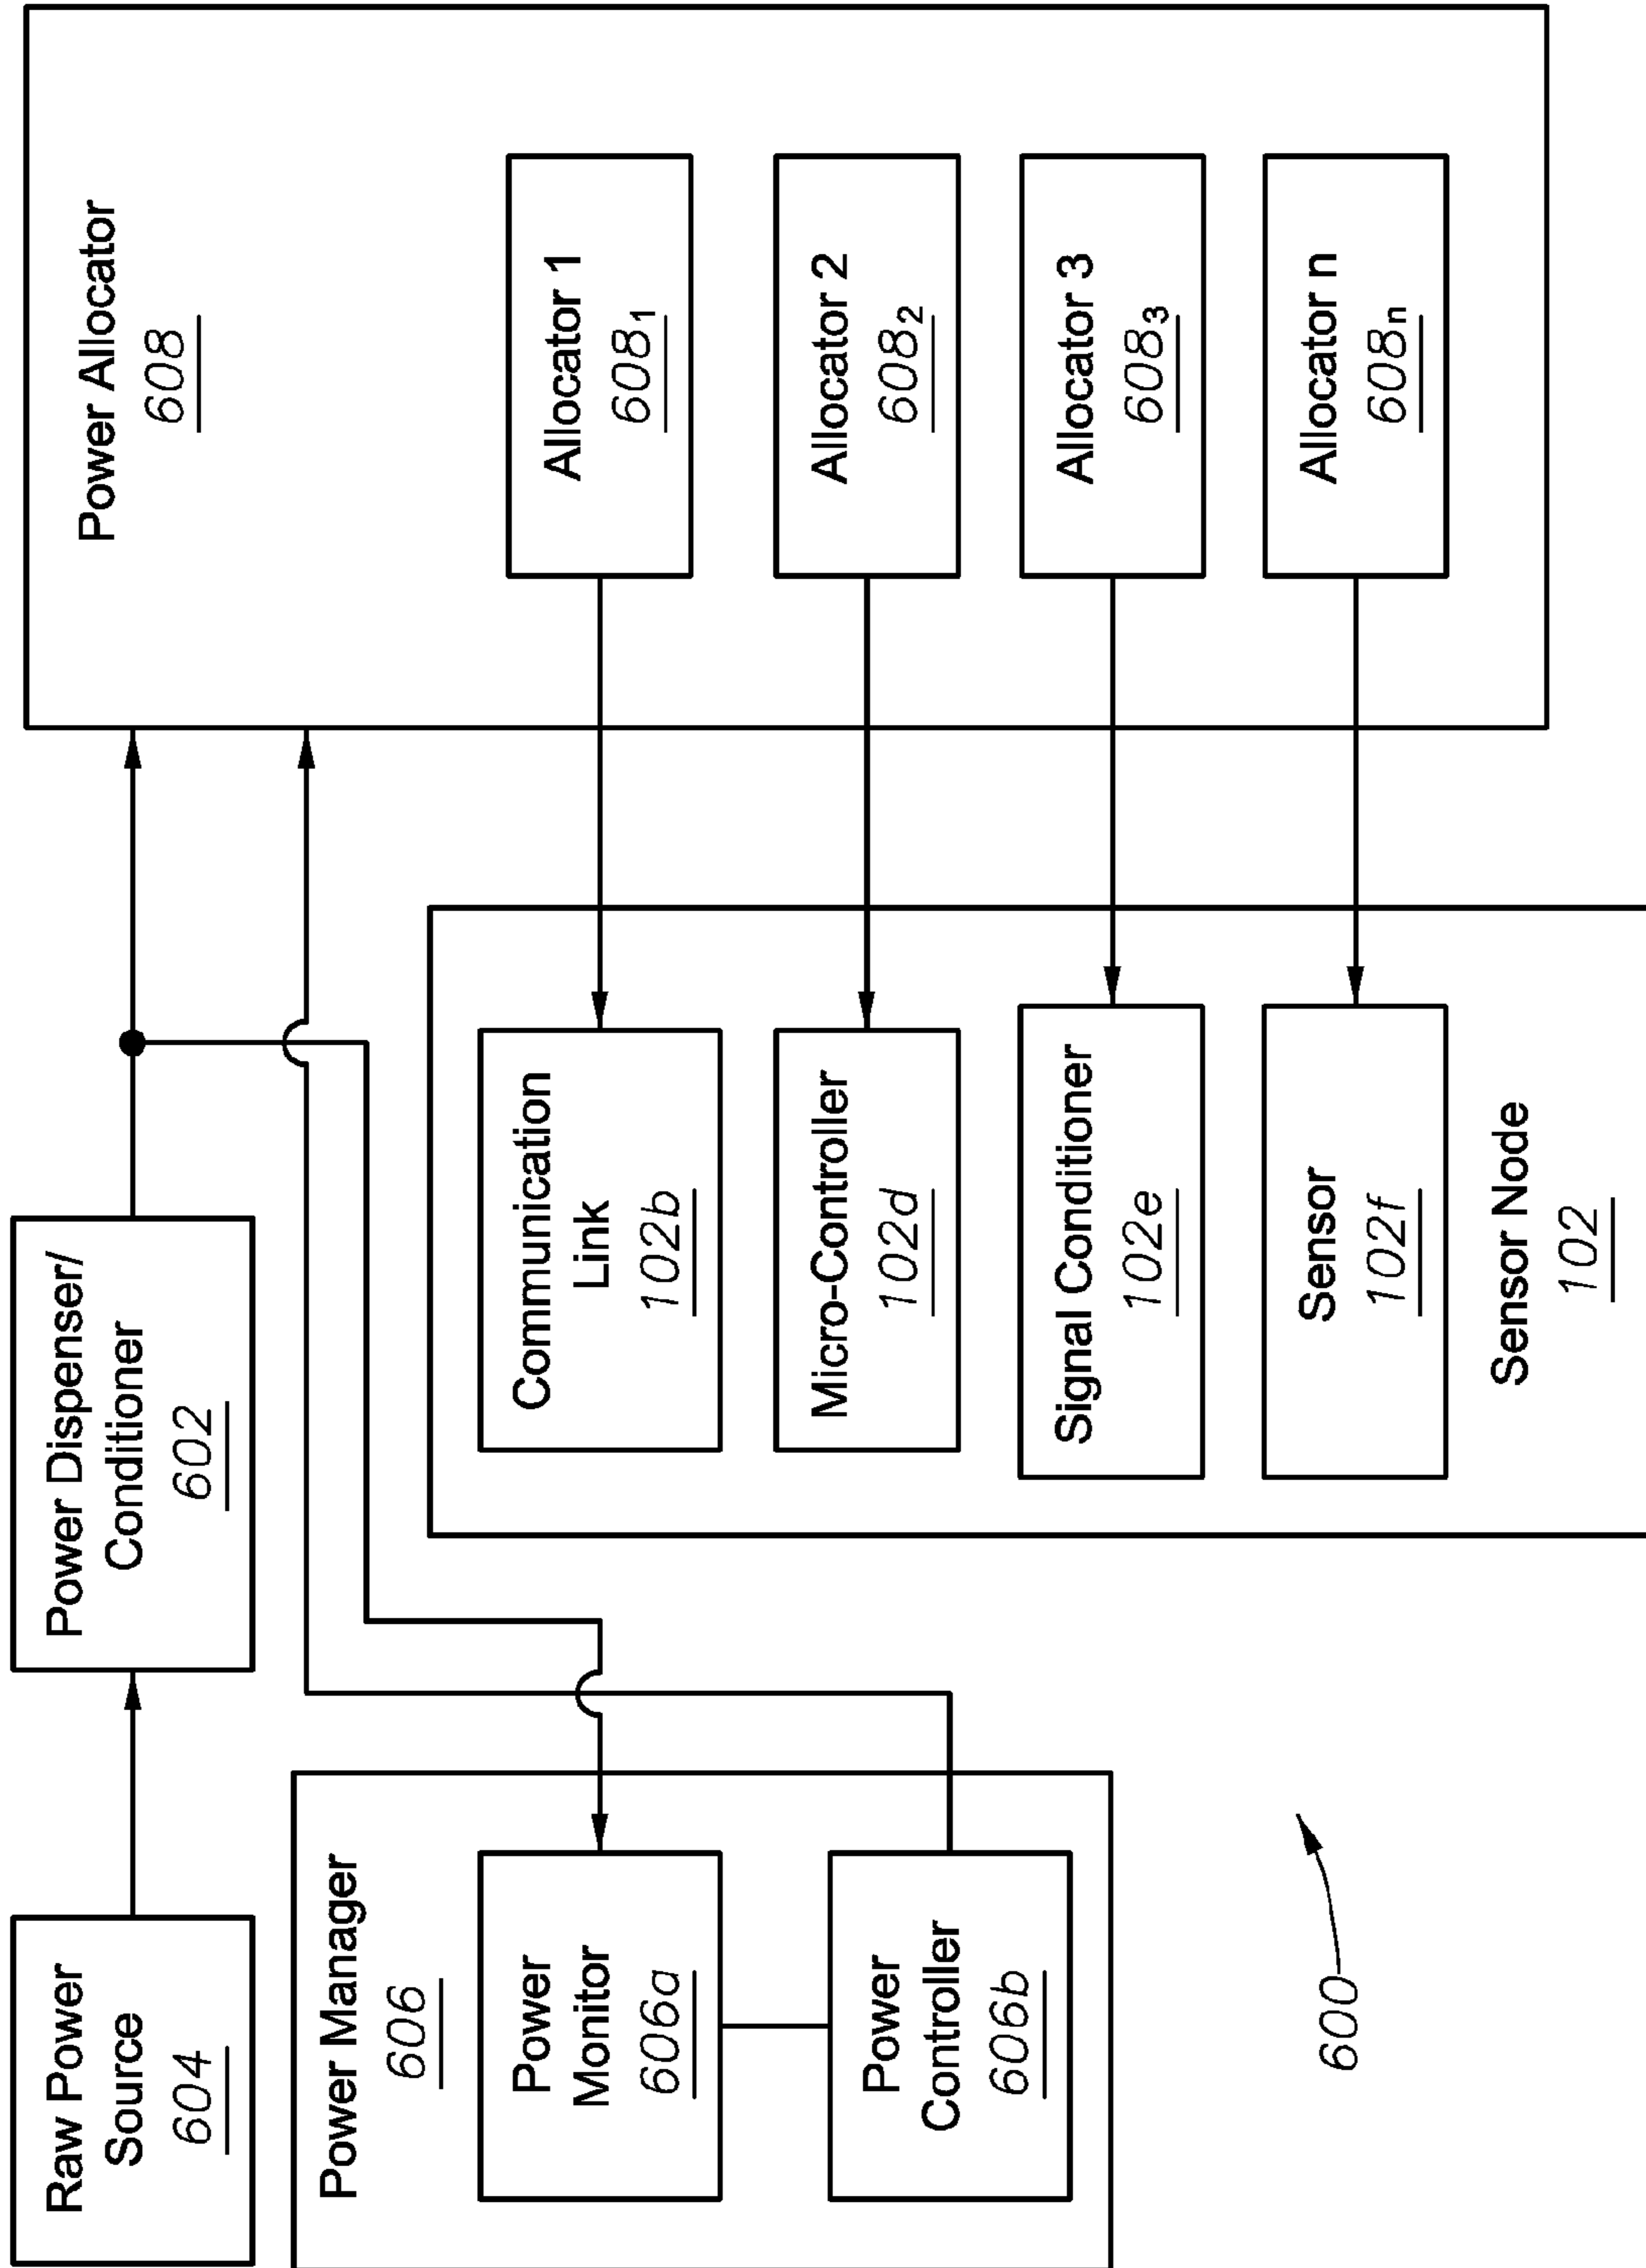 Raw Power
Source
604
Power Dispenser/
Conditioner
602
Power Allocator
608
Power Manager
606
Power
Monitor
606a
Power
Controller
606b
Communication
Link
102b
Micro-Controller
102d
Signal Conditioner
102e
Sensor
102f
Sensor Node
102
Allocator 1
608₁
Allocator 2
608₂
Allocator 3
608₃
Allocator n
608ₙ
600